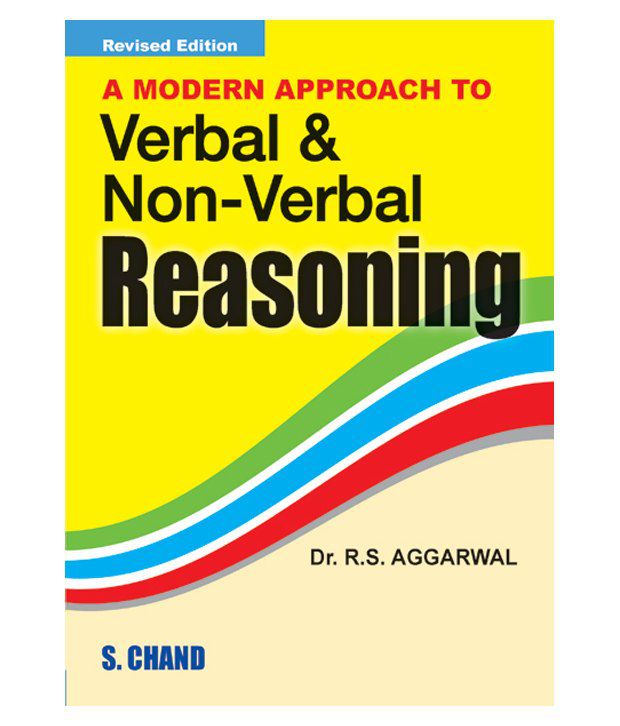 Revised Edition
A MODERN APPROACH TO
Verbal &
Non-Verbal
Reasoning
Dr. R.S. AGGARWAL
S. CHAND